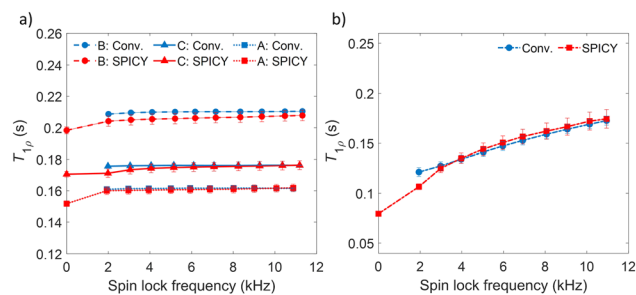 a)
B: Conv. C: Conv. A: Conv.
B: SPICY C: SPICY A: SPICY
0.26
0.24
0.22
0.2
0.18
0.16
0.14
0.12
T1ρ (s)
0 2 4 6 8 10 12
Spin lock frequency (kHz)
b)
Conv. SPICY
0.25
0.2
0.15
0.1
0.05
T1ρ (s)
0 2 4 6 8 10 12
Spin lock frequency (kHz)